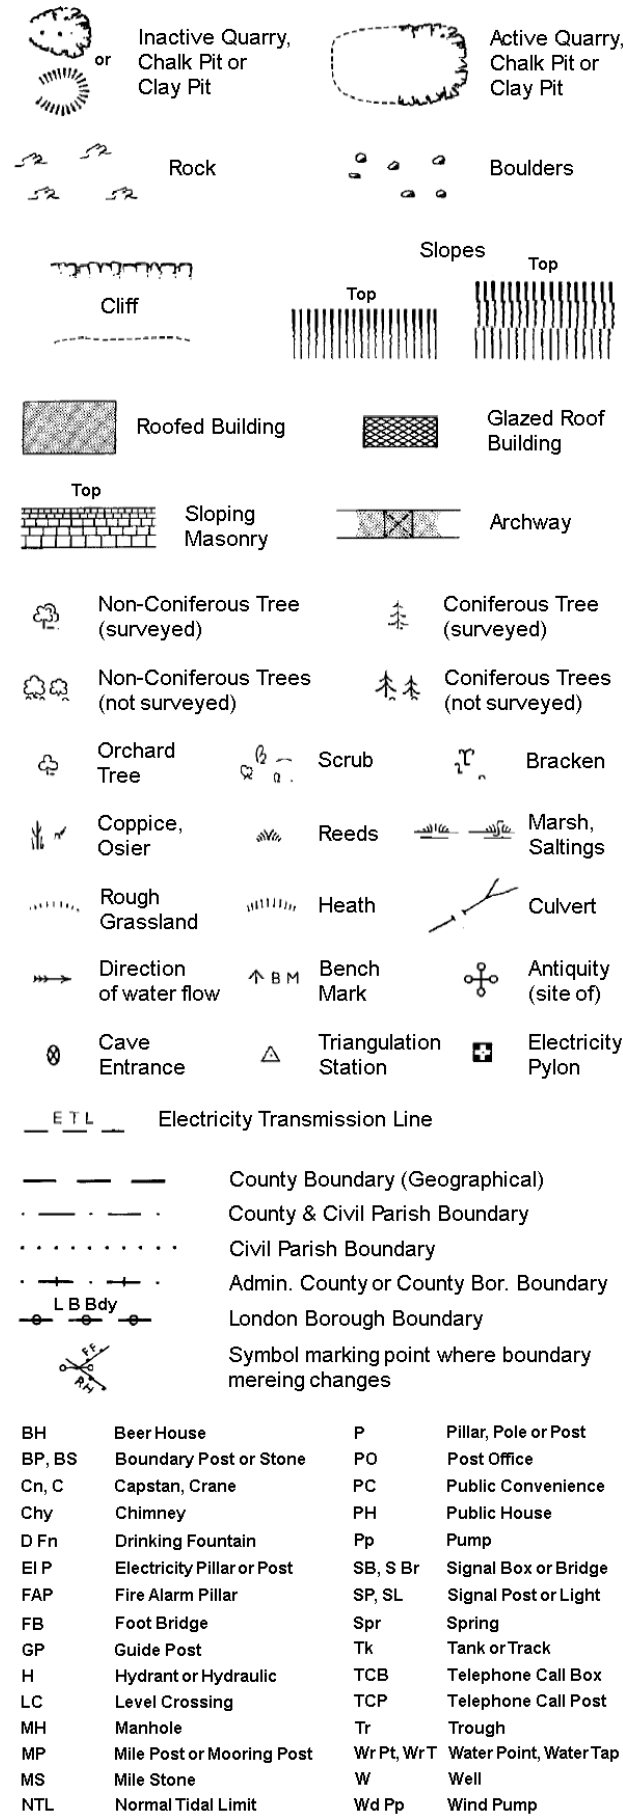 or
Inactive Quarry,
Chalk Pit or
Clay Pit
Active Quarry,
Chalk Pit or
Clay Pit
Rock
Boulders
Cliff
Slopes
Top
Top
Roofed Building
Glazed Roof
Building
Top
Sloping
Masonry
Archway
Non-Coniferous Tree
(surveyed)
Coniferous Tree
(surveyed)
Non-Coniferous Trees
(not surveyed)
Coniferous Trees
(not surveyed)
Orchard
Tree
Scrub
Bracken
Coppice,
Osier
Reeds
Marsh,
Saltings
Rough
Grassland
Heath
Culvert
Direction
of water flow
B M
Bench
Mark
Antiquity
(site of)
Cave
Entrance
Triangulation
Station
Electricity
Pylon
E T L
Electricity Transmission Line
County Boundary (Geographical)
County & Civil Parish Boundary
Civil Parish Boundary
Admin. County or County Bor. Boundary
L B Bdy
London Borough Boundary
FF
RH
Symbol marking point where boundary
mereing changes
BH Beer House P Pillar, Pole or Post
BP, BS Boundary Post or Stone PO Post Office
Cn, C Capstan, Crane PC Public Convenience
Chy Chimney PH Public House
D Fn Drinking Fountain Pp Pump
El P Electricity Pillar or Post SB, S Br Signal Box or Bridge
FAP Fire Alarm Pillar SP, SL Signal Post or Light
FB Foot Bridge Spr Spring
GP Guide Post Tk Tank or Track
H Hydrant or Hydraulic TCB Telephone Call Box
LC Level Crossing TCP Telephone Call Post
MH Manhole Tr Trough
MP Mile Post or Mooring Post Wr Pt, Wr T Water Point, Water Tap
MS Mile Stone W Well
NTL Normal Tidal Limit Wd Pp Wind Pump